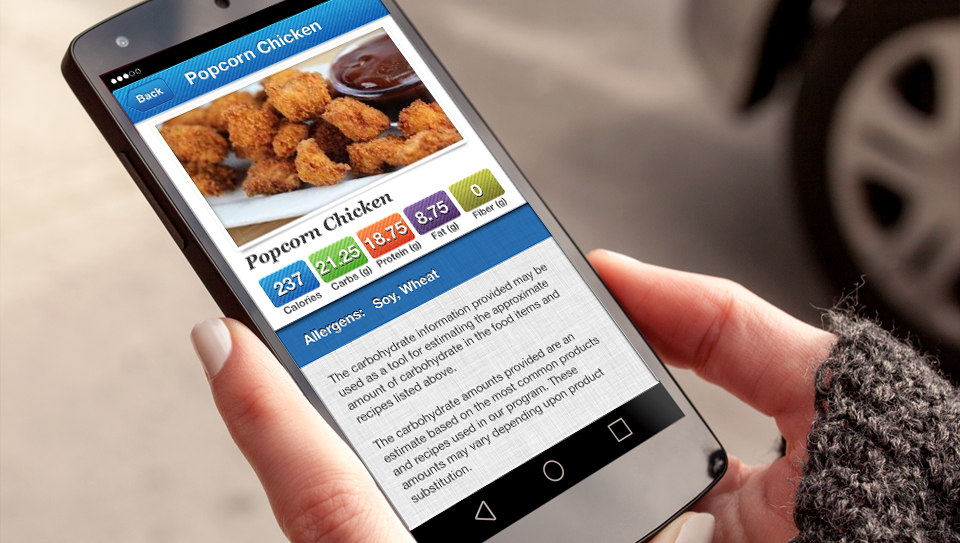 Back
Popcorn Chicken
Popcorn Chicken
237 21.25 18.75 8.75 0
Calories Carbs (g) Protein (g) Fat (g) Fiber (g)
Allergens: Soy, Wheat
The carbohydrate information provided may be
used as a tool for estimating the approximate
amount of carbohydrate in the food items and
recipes listed above.
The carbohydrate amounts provided are an
estimate based on the most common products
and recipes used in our program. These
amounts may vary depending upon product
substitution.